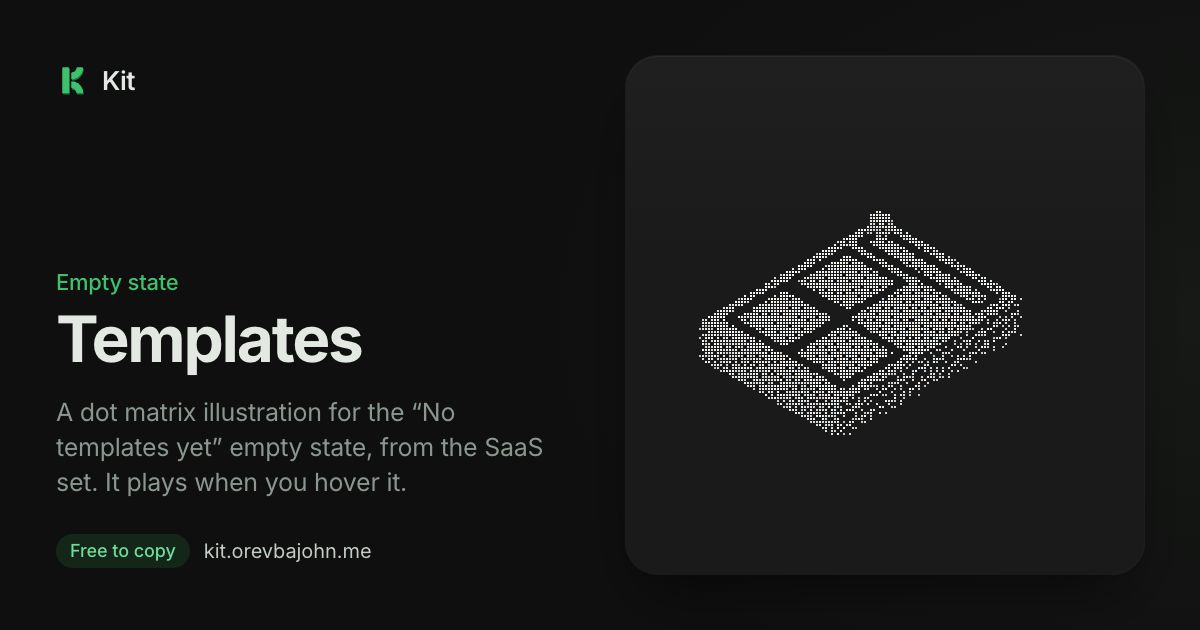 Kit
Empty state
Templates
A dot matrix illustration for the “No
templates yet” empty state, from the SaaS
set. It plays when you hover it.
Free to copy
kit.orevbajohn.me